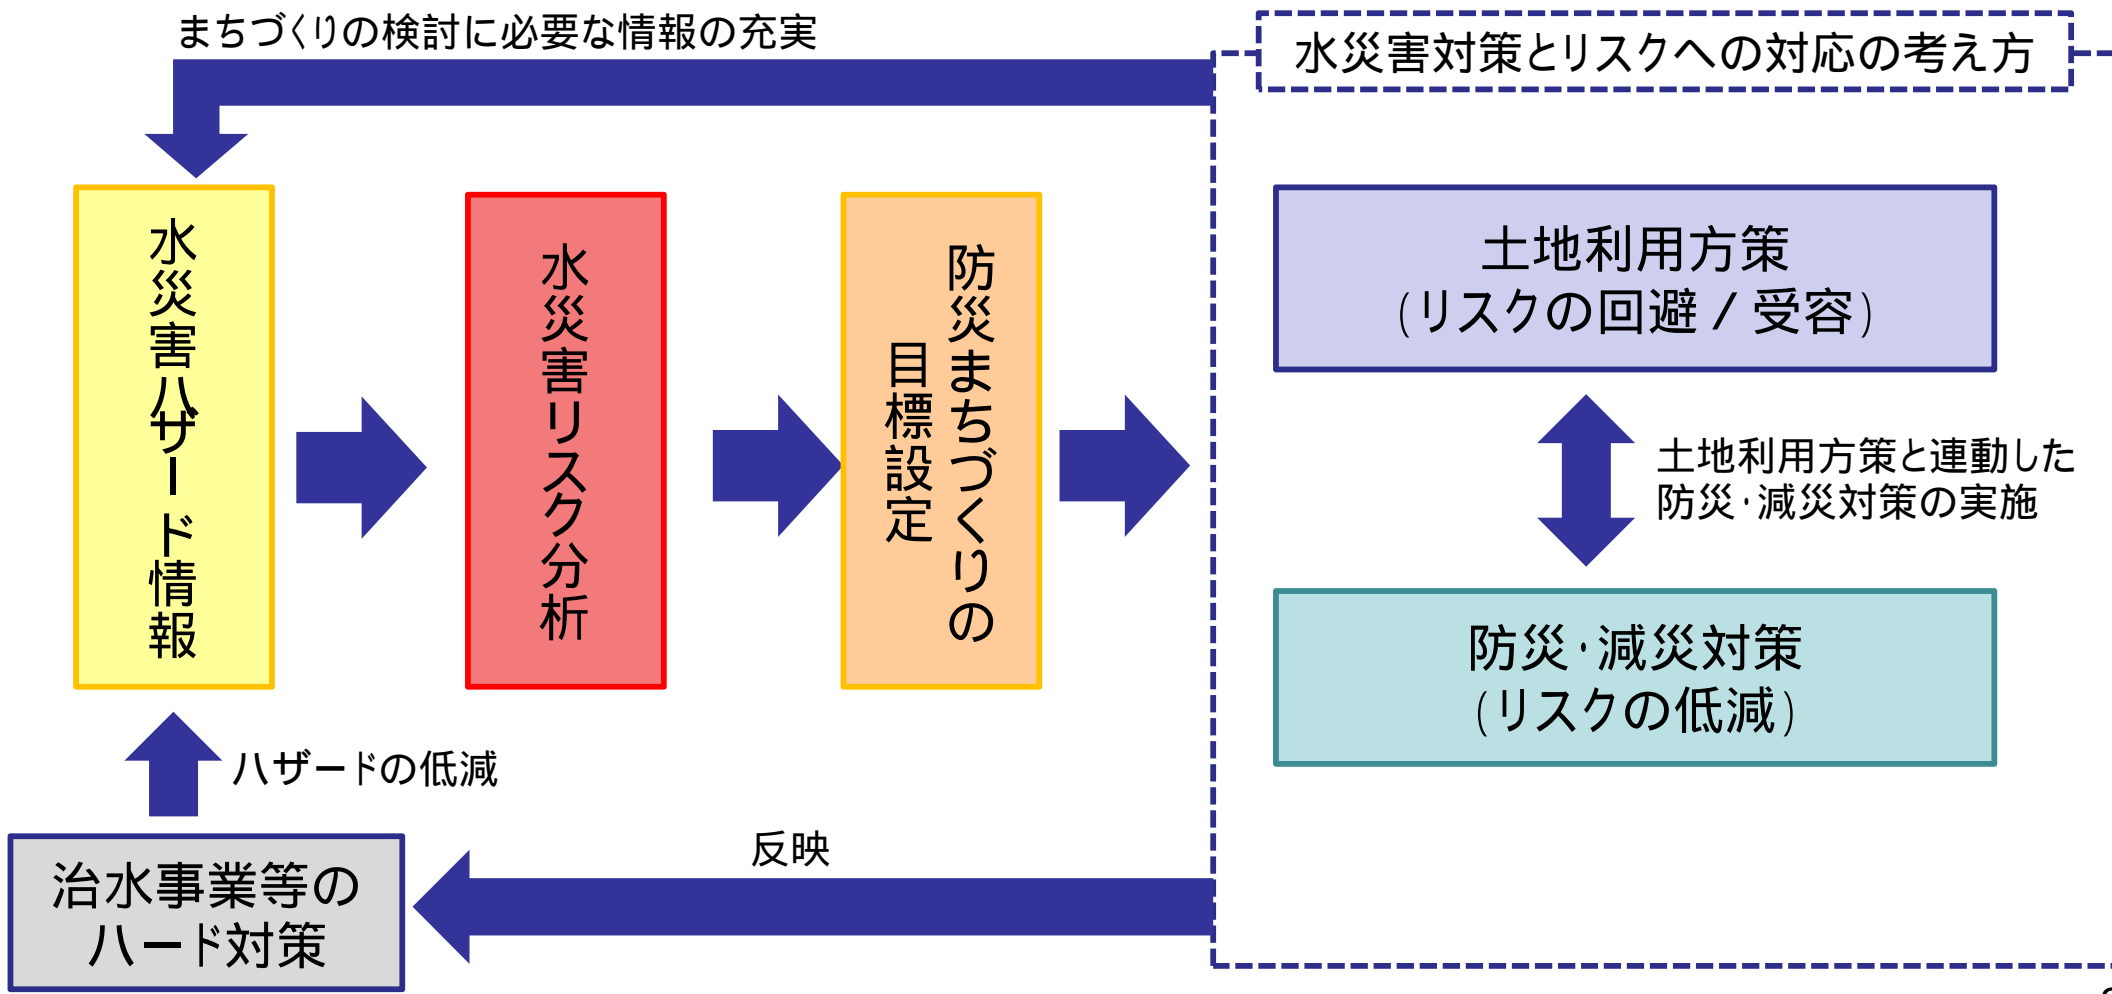 まちづくりの検討に必要な情報の充実
水災害対策とリスクへの対応の考え方
水災害ハザード情報
水災害リスク分析
防災まちづくりの
目標設定
土地利用方策
(リスクの回避/受容)
土地利用方策と連動した
防災・減災対策の実施
防災・減災対策
(リスクの低減)
ハザードの低減
反映
治水事業等の
ハード対策